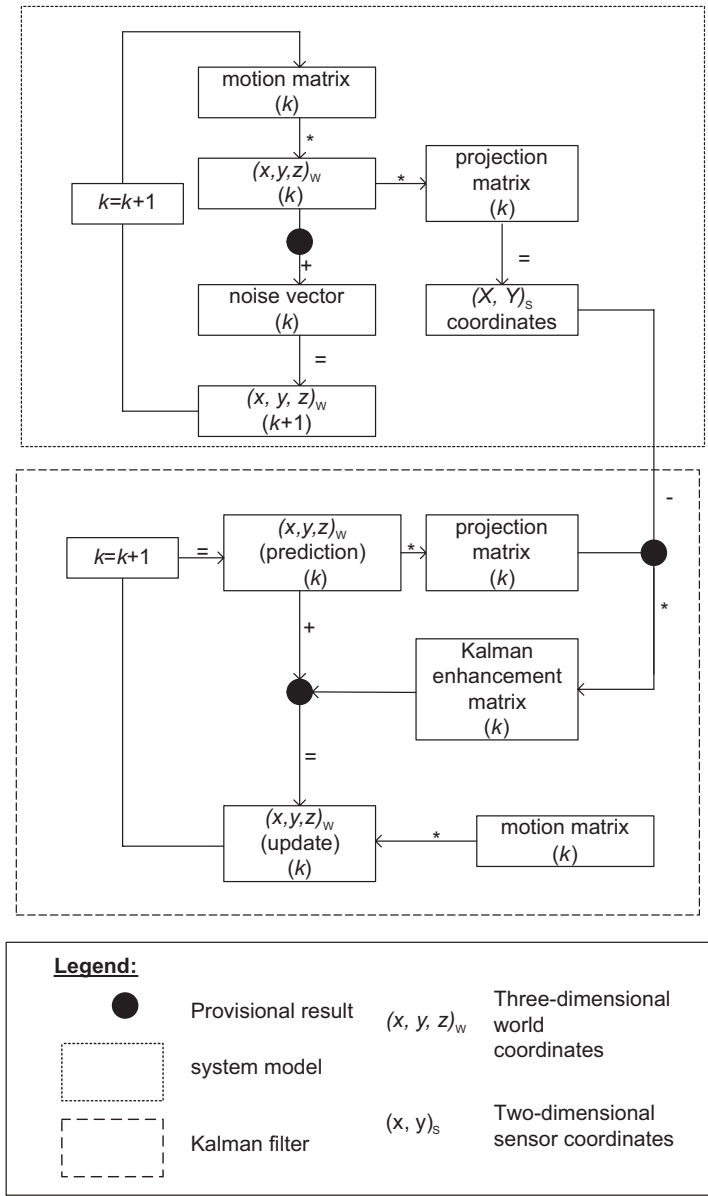 motion matrix
(k)
*
(x,y,z)w
(k)
*
projection
matrix
(k)
k=k+1
+
=
noise vector
(k)
(X, Y)s
coordinates
=
(x, y, z)w
(k+1)
-
k=k+1
=
(x,y,z)w
(prediction)
(k)
*
projection
matrix
(k)
*
+
Kalman
enhancement
matrix
(k)
=
(x,y,z)w
(update)
(k)
*
motion matrix
(k)
Legend:
Provisional result
(x, y, z)w
Three-dimensional
world
coordinates
system model
Kalman filter
(x, y)s
Two-dimensional
sensor coordinates